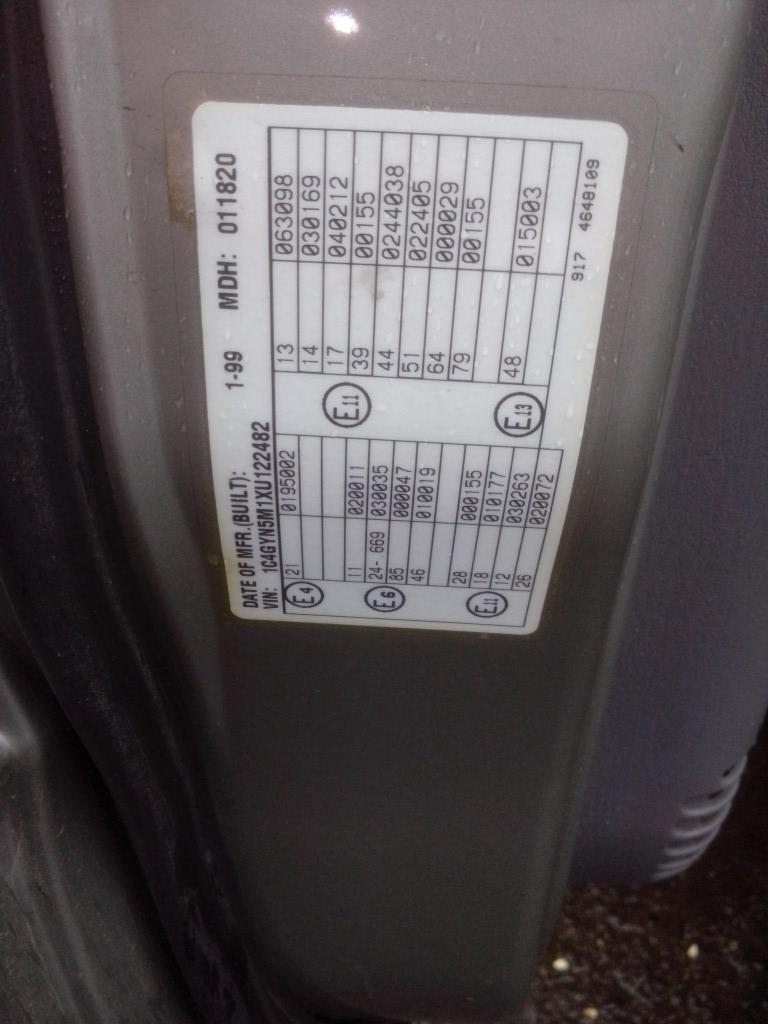 DATE OF MFR.(BUILT): 1-99 MDH: 011820
VIN: 1C4GYN5M1XU122482
E4 21 0195002 13 063098
14 030169
E11 17 040212
11 020011 39 00155
E6 24- 669 030035 44 0244038
85 000047 51 022405
46 010019 64 000029
79 00155
28 000155
E11 18 010177 E13 48 015003
12 030263
26 020072
917 4648109